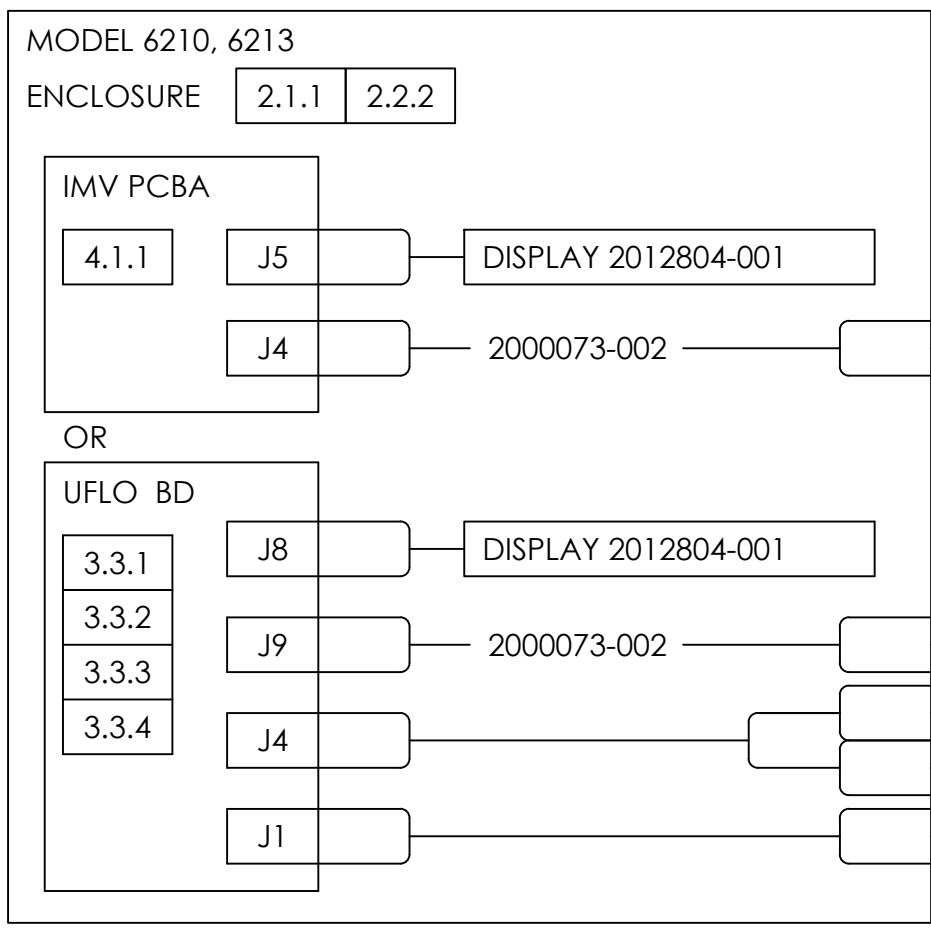 MODEL 6210, 6213
ENCLOSURE 2.1.1 2.2.2
IMV PCBA
4.1.1 J5 DISPLAY 2012804-001
J4 2000073-002
OR
UFLO BD
J8 DISPLAY 2012804-001
3.3.1
3.3.2
J9 2000073-002
3.3.3
3.3.4
J4
J1